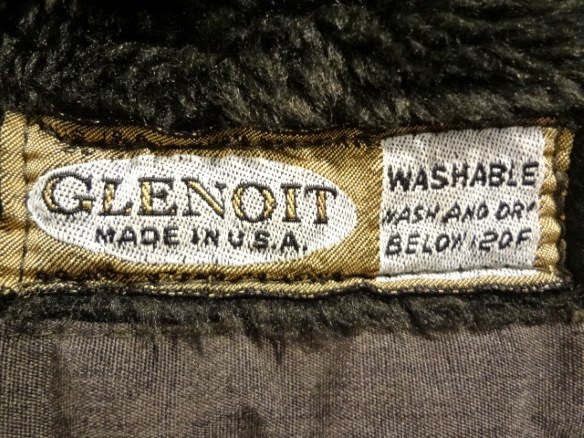 GLENOIT
MADE IN U.S.A.
WASHABLE
WASH AND DRY
BELOW 120F